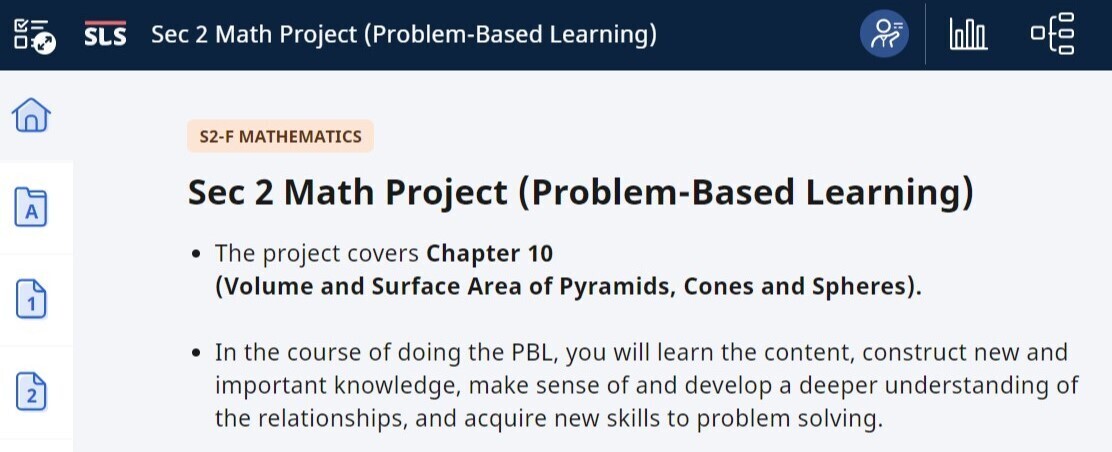 SLS Sec 2 Math Project (Problem-Based Learning)
S2-F MATHEMATICS
Sec 2 Math Project (Problem-Based Learning)
A
1
2
• The project covers Chapter 10
(Volume and Surface Area of Pyramids, Cones and Spheres).
• In the course of doing the PBL, you will learn the content, construct new and
important knowledge, make sense of and develop a deeper understanding of
the relationships, and acquire new skills to problem solving.